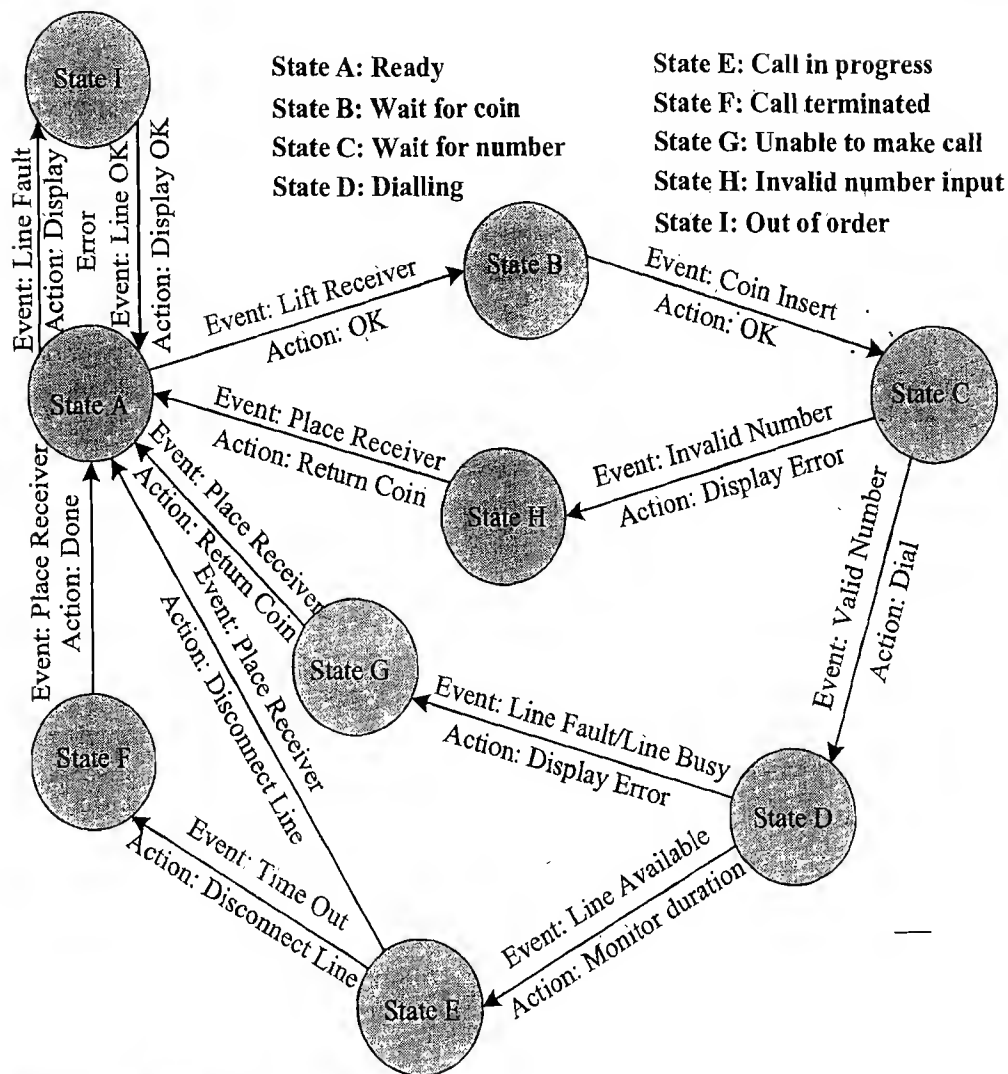 State I
State A: Ready
State B: Wait for coin
State C: Wait for number
State D: Dialling
State E: Call in progress
State F: Call terminated
State G: Unable to make call
State H: Invalid number input
State I: Out of order
Event: Line Fault
Action: Display
Error
Event: Line OK
Action: Display OK
State B
Event: Lift Receiver
Action: OK
Event: Coin Insert
Action: OK
State A
State C
Event: Place Receiver
Action: Return Coin
Event: Invalid Number
Action: Display Error
State H
Event: Valid Number
Action: Dial
Event: Place Receiver
Action: Return Coin
Event: Place Receiver
Action: Disconnect Line
Event: Place Receiver
Action: Done
State G
Event: Line Fault/Line Busy
Action: Display Error
State F
State D
Event: Time Out
Action: Disconnect Line
Event: Line Available
Action: Monitor duration
State E